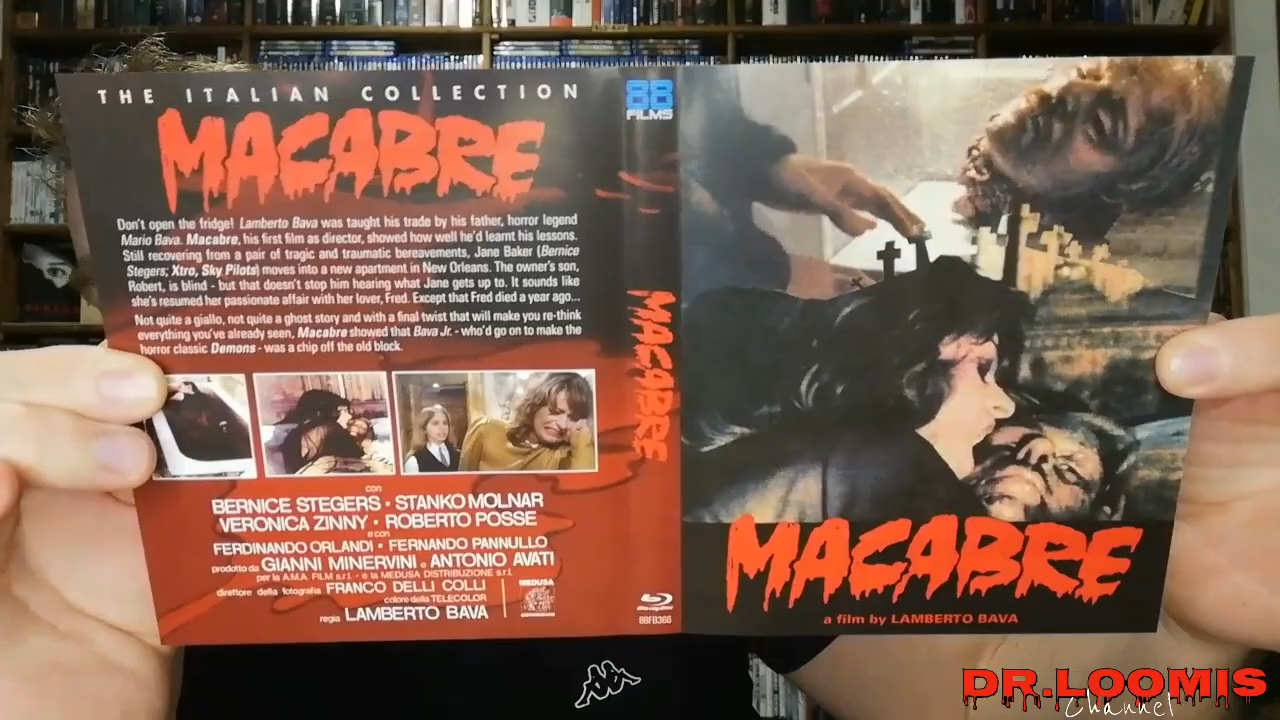 THE ITALIAN COLLECTION
MACABRE
Don't open the fridge! Lamberto Bava was taught his trade by his father, horror legend
Mario Bava. Macabre, his first film as director, showed how well he'd learnt his lessons.
Still recovering from a pair of tragic and traumatic bereavements, Jane Baker (Bernice
Stegers; Xtro, Sky Pilots) moves into a new apartment in New Orleans. The owner's son,
Robert, is blind - but that doesn't stop him hearing what Jane gets up to. It sounds like
she's resumed her passionate affair with her lover, Fred. Except that Fred died a year ago...
Not quite a giallo, not quite a ghost story and with a final twist that will make you re-think
everything you've already seen, Macabre showed that Bava Jr. - who'd go on to make the
horror classic Demons - was a chip off the old block.
con
BERNICE STEGERS · STANKO MOLNAR
VERONICA ZINNY · ROBERTO POSSE
e con
FERDINANDO ORLANDI · FERNANDO PANNULLO
prodotto da GIANNI MINERVINI e ANTONIO AVATI
per la A.M.A. FILM s.r.l. - e la MEDUSA DISTRIBUZIONE s.r.l.
direttore della fotografia FRANCO DELLI COLLI
colore della TELECOLOR
regia LAMBERTO BAVA
MEDUSA
88
FILMS
MACABRE
Blu-ray Disc
88FB366
MACABRE
a film by LAMBERTO BAVA
DR.LOOMIS
channel